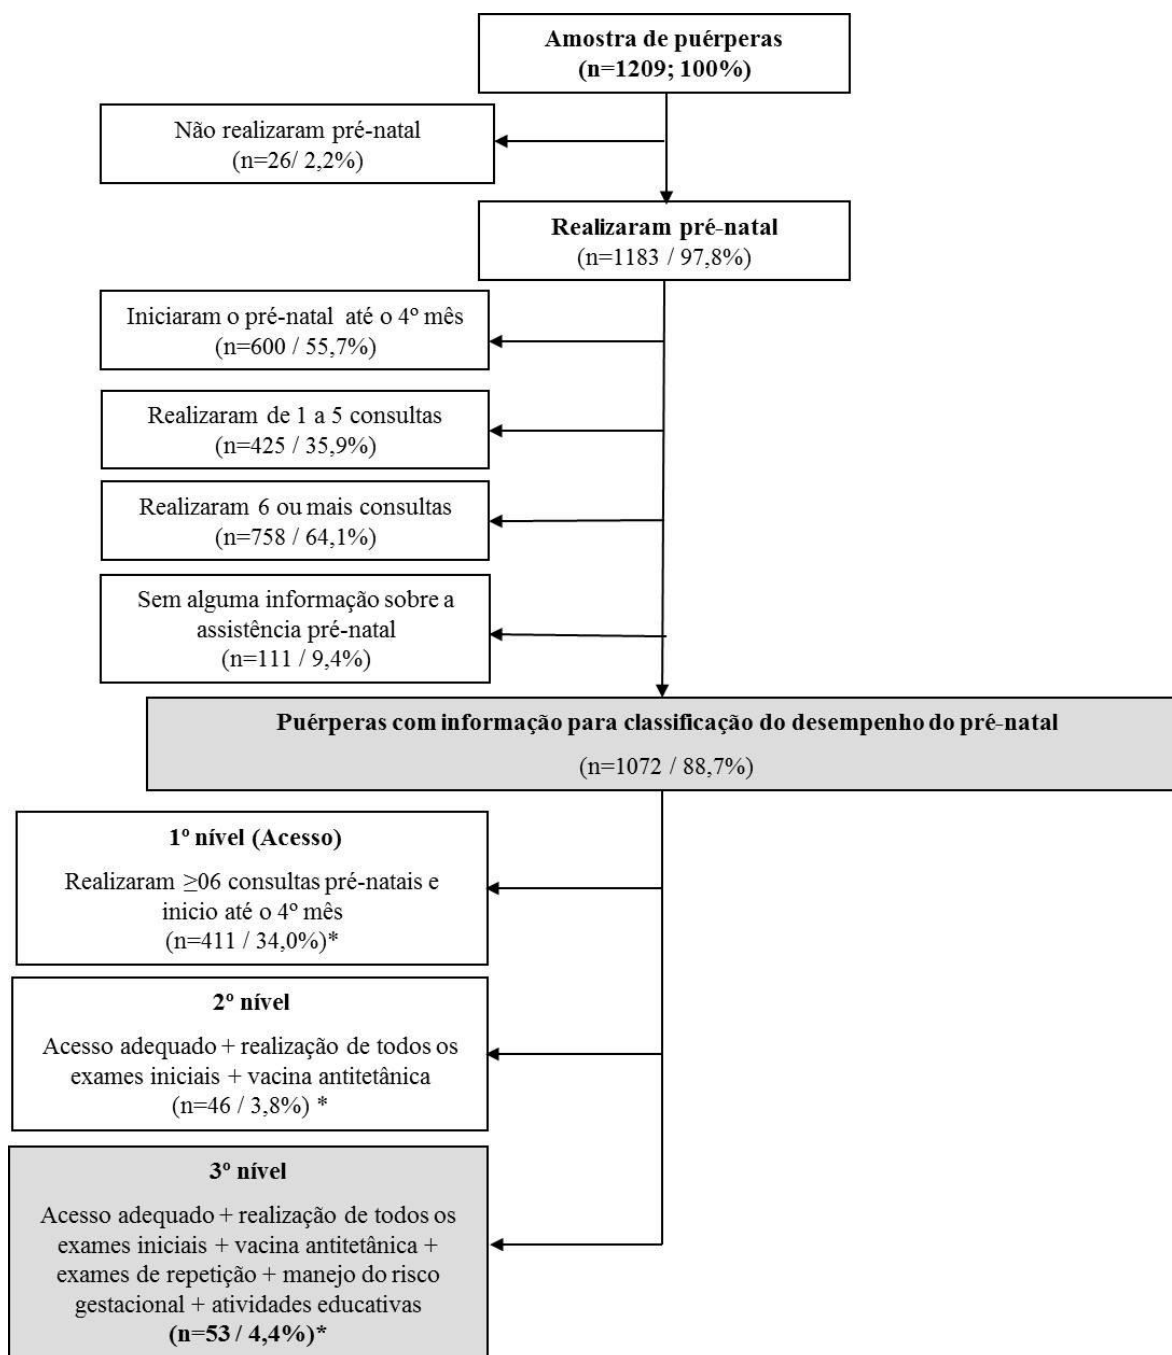 Amostra de puérperas
(n=1209; 100%)
Não realizaram pré-natal
(n=26/ 2,2%)
Realizaram pré-natal
(n=1183 / 97,8%)
Iniciaram o pré-natal até o 4º mês
(n=600 / 55,7%)
Realizaram de 1 a 5 consultas
(n=425 / 35,9%)
Realizaram 6 ou mais consultas
(n=758 / 64,1%)
Sem alguma informação sobre a
assistência pré-natal
(n=111 / 9,4%)
Puérperas com informação para classificação do desempenho do pré-natal
(n=1072 / 88,7%)
1º nível (Acesso)
Realizaram ≥06 consultas pré-natais e
inicio até o 4º mês
(n=411 / 34,0%)*
2º nível
Acesso adequado + realização de todos os
exames iniciais + vacina antitetânica
(n=46 / 3,8%) *
3º nível
Acesso adequado + realização de todos os
exames iniciais + vacina antitetânica +
exames de repetição + manejo do risco
gestacional + atividades educativas
(n=53 / 4,4%)*